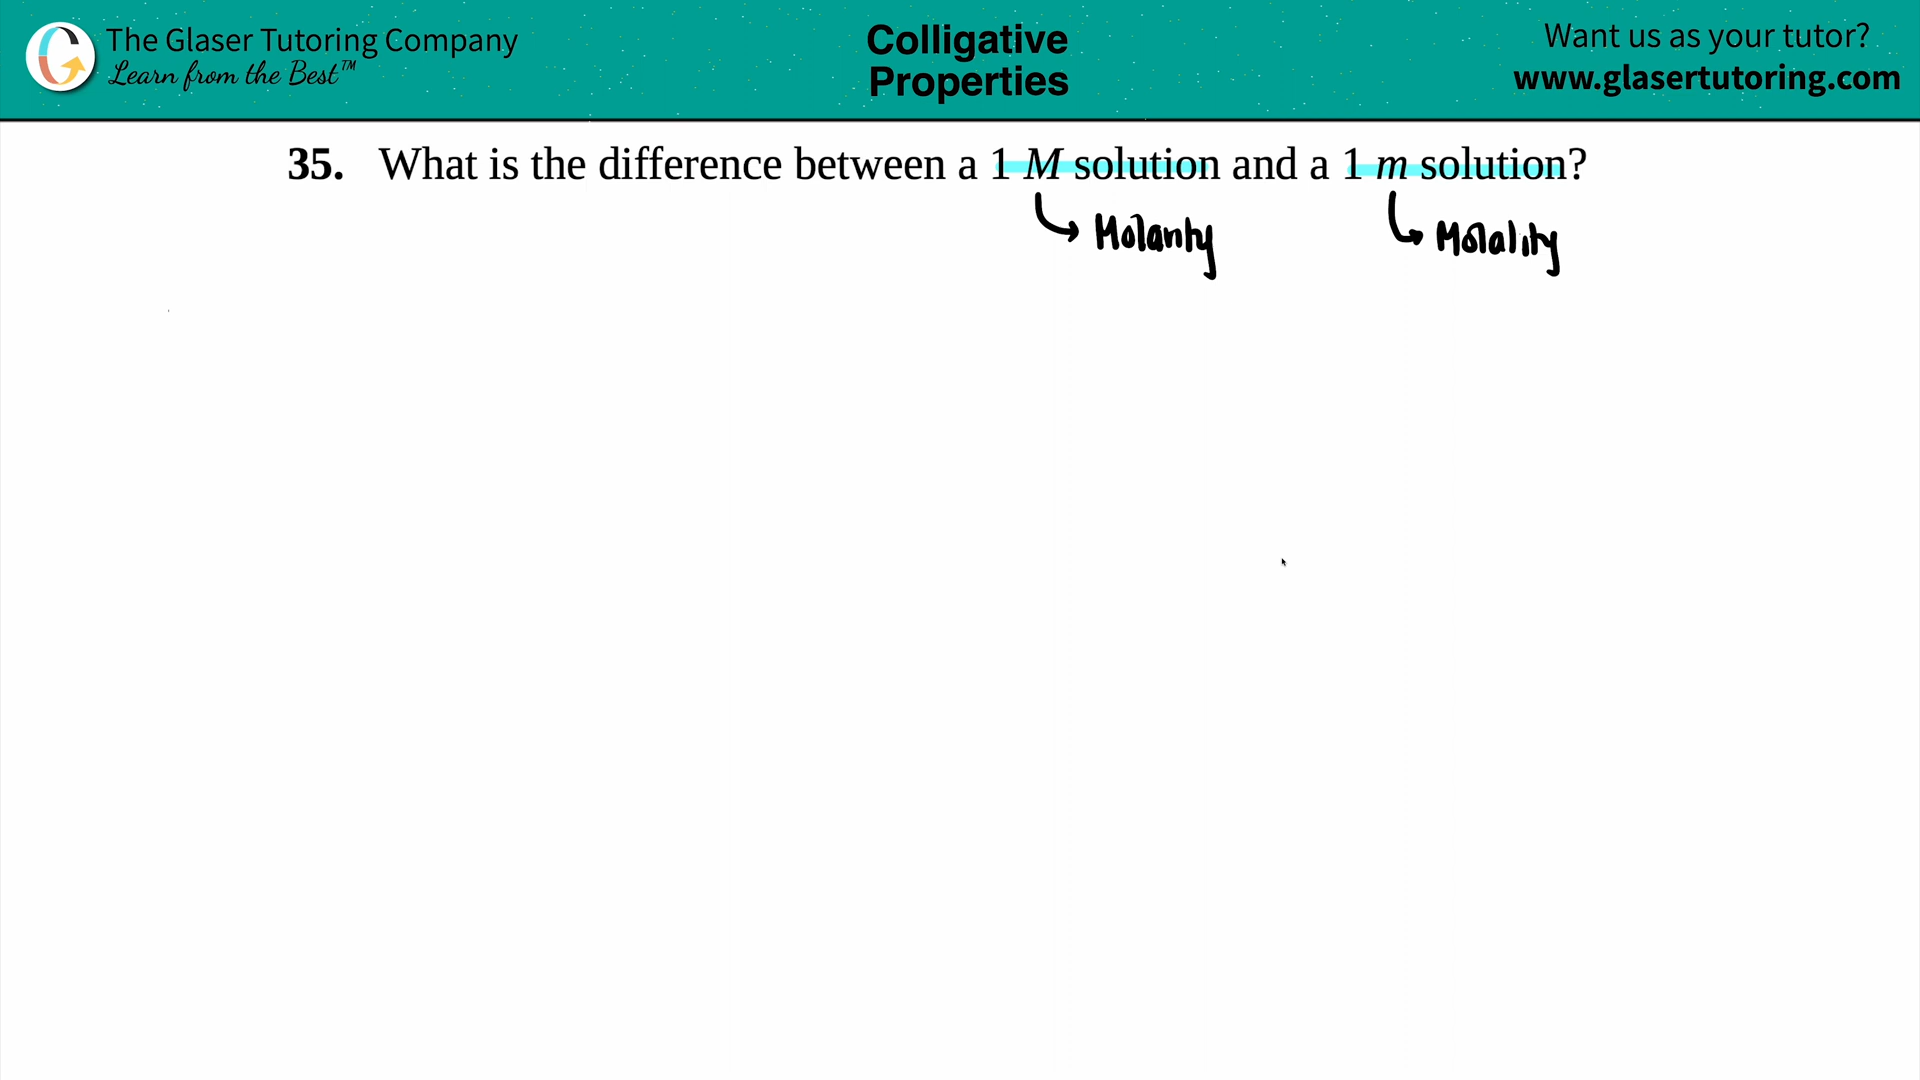 The Glaser Tutoring Company
Learn from the Best™
Colligative
Properties
Want us as your tutor?
www.glasertutoring.com
35. What is the difference between a 1 M solution and a 1 m solution?
Molarity
Molality